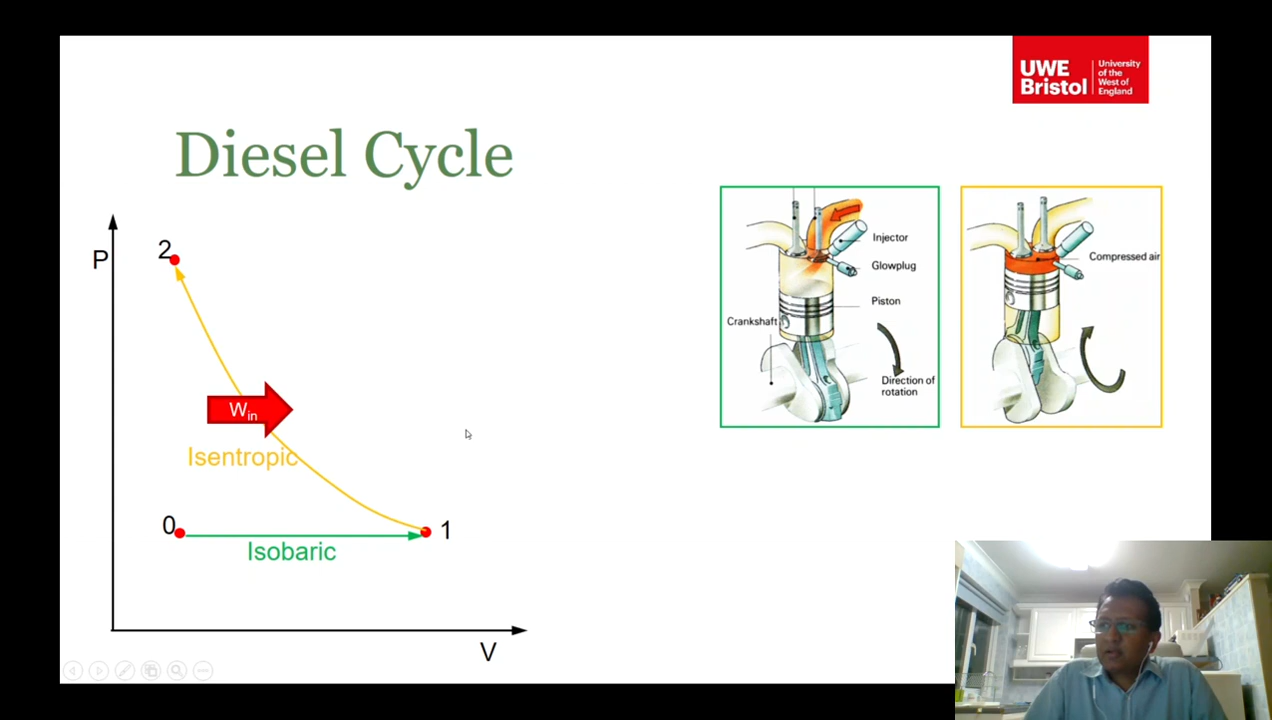 UWE
Bristol
University
of the
West of
England
Diesel Cycle
P
2
Win
Isentropic
0
1
Isobaric
V
Injector
Glowplug
Piston
Crankshaft
Direction of
rotation
Compressed air